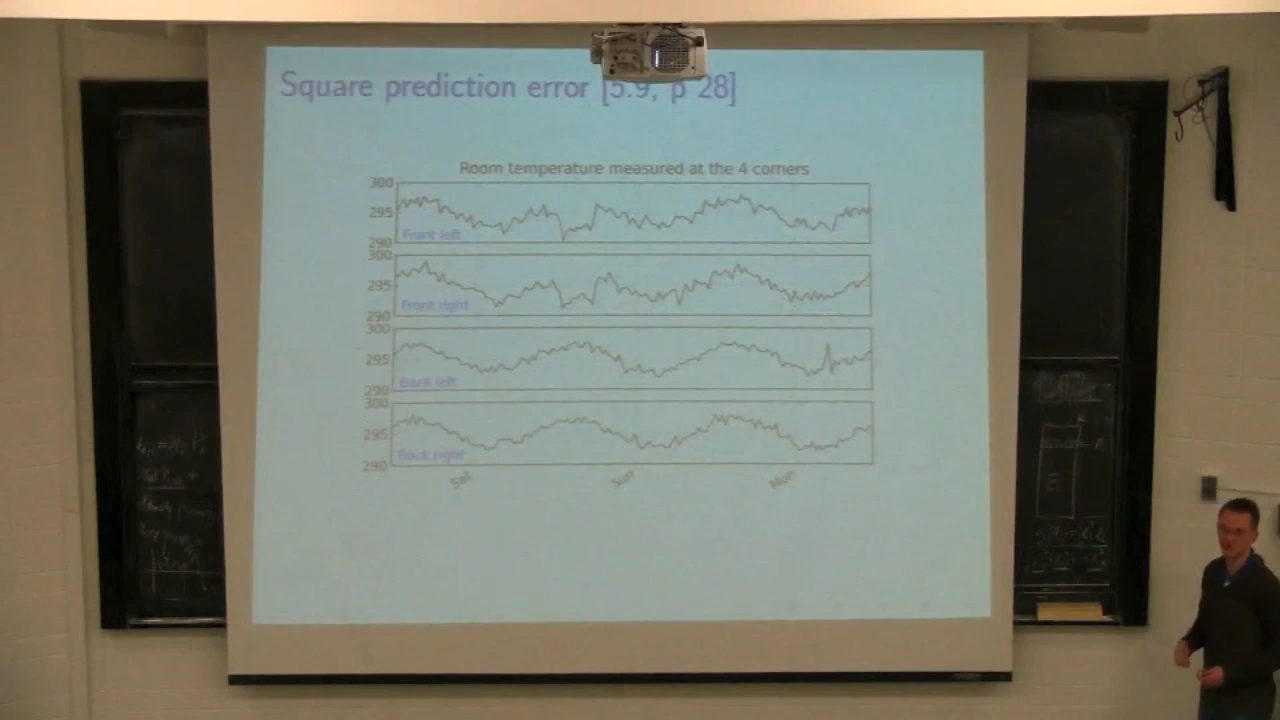 Square prediction error [5.9, p 28]
Room temperature measured at the 4 corners
300
295
290
Front left
300
295
290
Front right
300
295
290
Back left
300
295
290
Back right
Sat
Sun
Mon
E